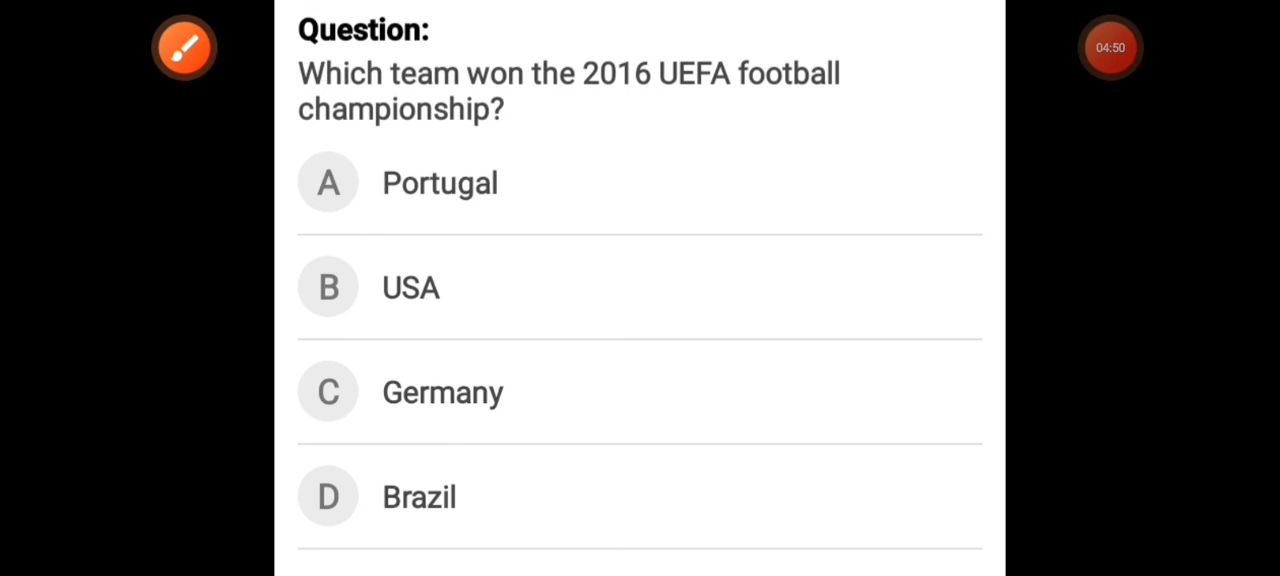 Question:
04:50
Which team won the 2016 UEFA football
championship?
A Portugal
B USA
C Germany
D Brazil